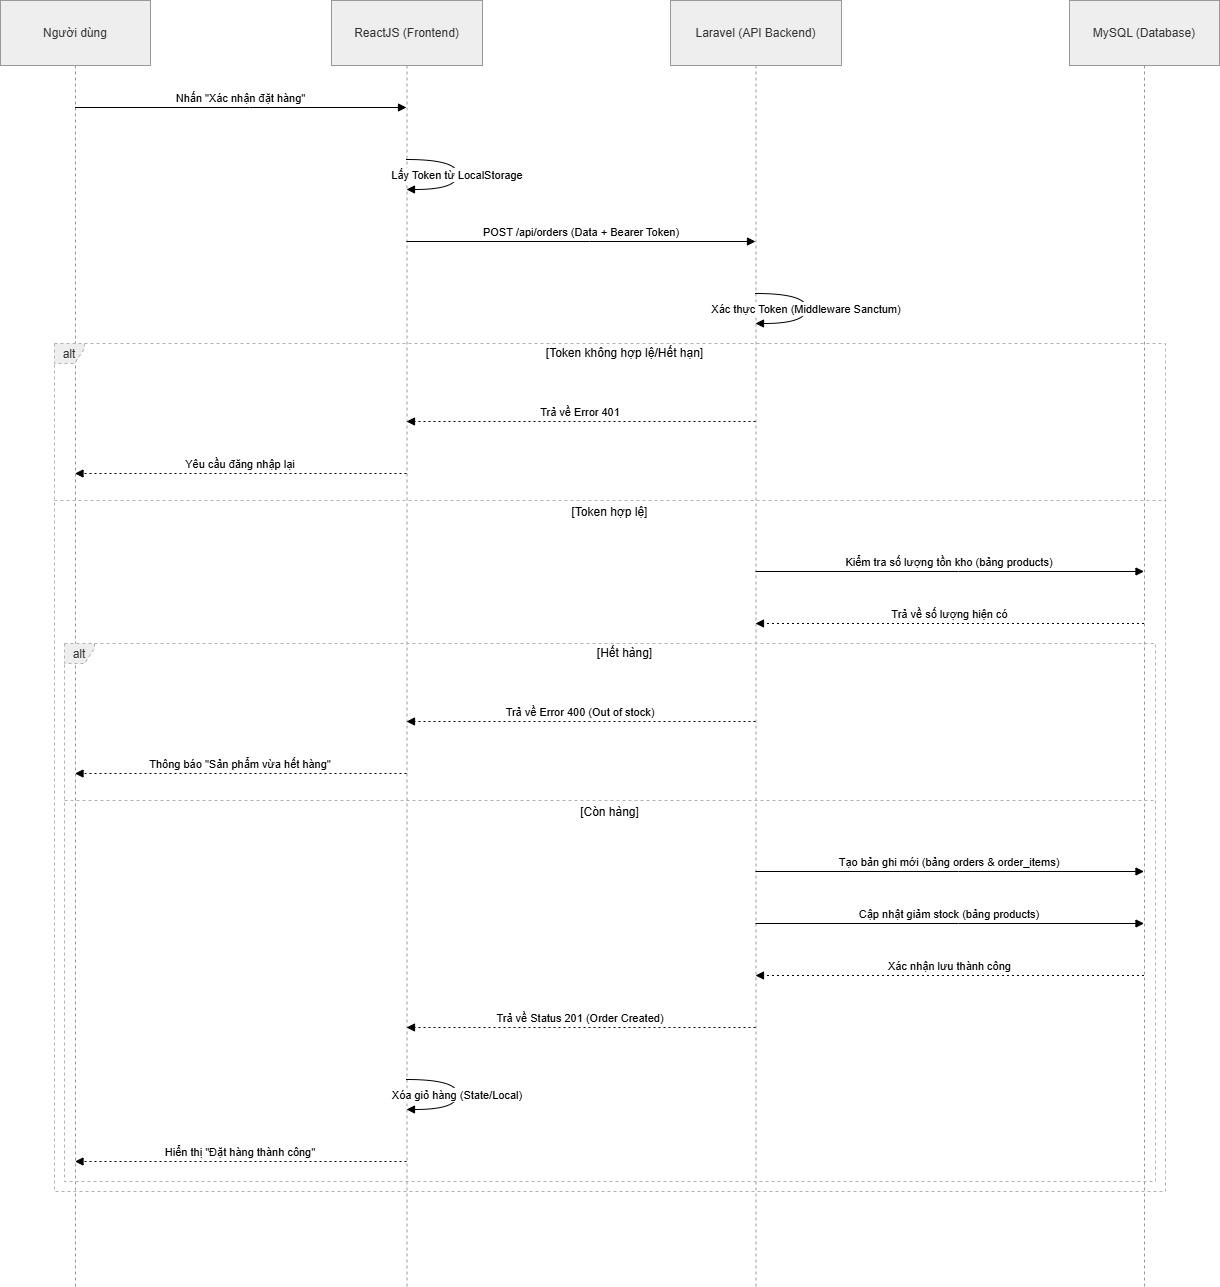 Người dùng
ReactJS (Frontend)
Laravel (API Backend)
MySQL (Database)
Nhấn "Xác nhận đặt hàng"
Lấy Token từ LocalStorage
POST /api/orders (Data + Bearer Token)
Xác thực Token (Middleware Sanctum)
alt
[Token không hợp lệ/Hết hạn]
Trả về Error 401
Yêu cầu đăng nhập lại
[Token hợp lệ]
Kiểm tra số lượng tồn kho (bảng products)
Trả về số lượng hiện có
alt
[Hết hàng]
Trả về Error 400 (Out of stock)
Thông báo "Sản phẩm vừa hết hàng"
[Còn hàng]
Tạo bản ghi mới (bảng orders & order_items)
Cập nhật giảm stock (bảng products)
Xác nhận lưu thành công
Trả về Status 201 (Order Created)
Xóa giỏ hàng (State/Local)
Hiển thị "Đặt hàng thành công"